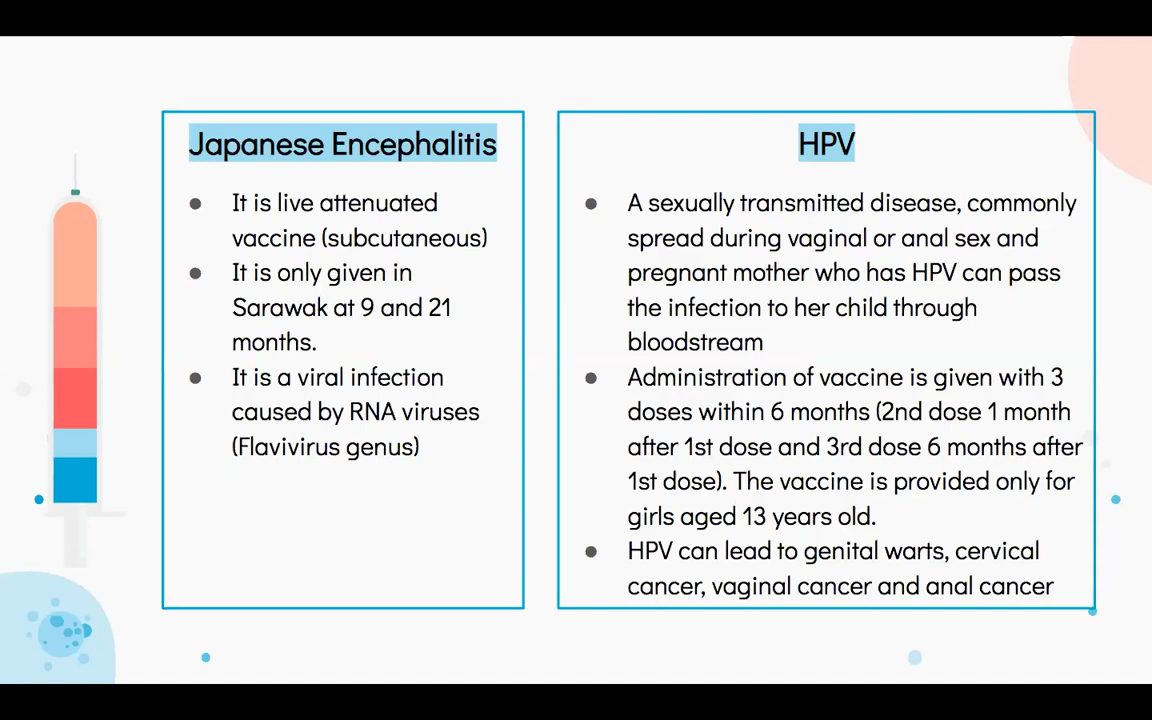 Japanese Encephalitis
● It is live attenuated
vaccine (subcutaneous)
● It is only given in
Sarawak at 9 and 21
months.
● It is a viral infection
caused by RNA viruses
(Flavivirus genus)
HPV
● A sexually transmitted disease, commonly
spread during vaginal or anal sex and
pregnant mother who has HPV can pass
the infection to her child through
bloodstream
● Administration of vaccine is given with 3
doses within 6 months (2nd dose 1 month
after 1st dose and 3rd dose 6 months after
1st dose). The vaccine is provided only for
girls aged 13 years old.
● HPV can lead to genital warts, cervical
cancer, vaginal cancer and anal cancer